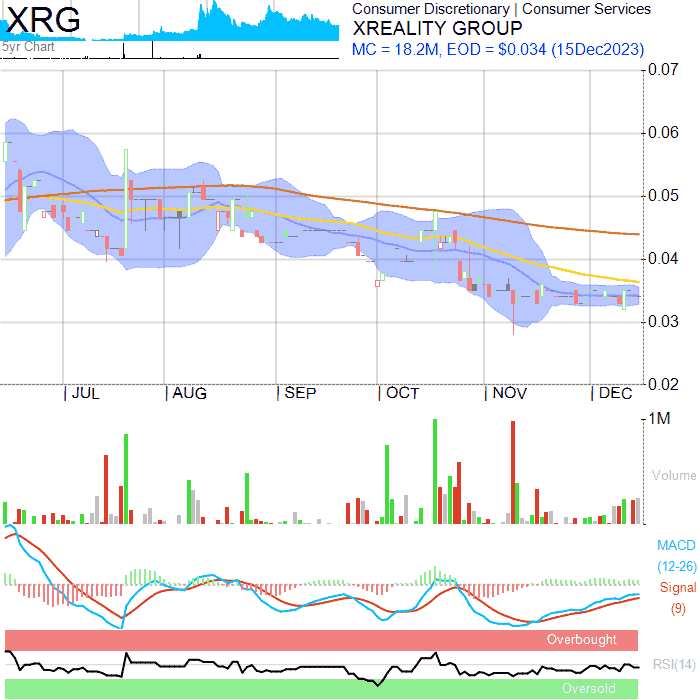 XRG
5yr Chart
Consumer Discretionary | Consumer Services
XREALITY GROUP
MC = 18.2M, EOD = $0.034 (15Dec2023)
0.07
0.06
0.05
0.04
0.03
0.02
| JUL | AUG | SEP | OCT | NOV | DEC
1M
Volume
MACD
(12-26)
Signal
(9)
Overbought
RSI(14)
Oversold